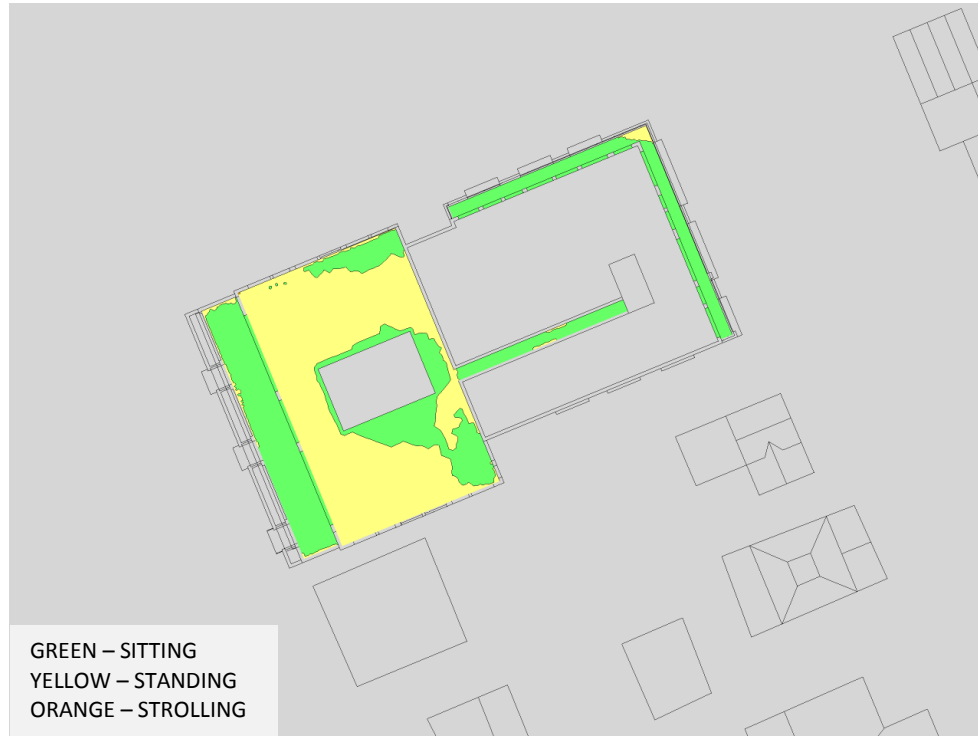 GREEN – SITTING
YELLOW – STANDING
ORANGE – STROLLING